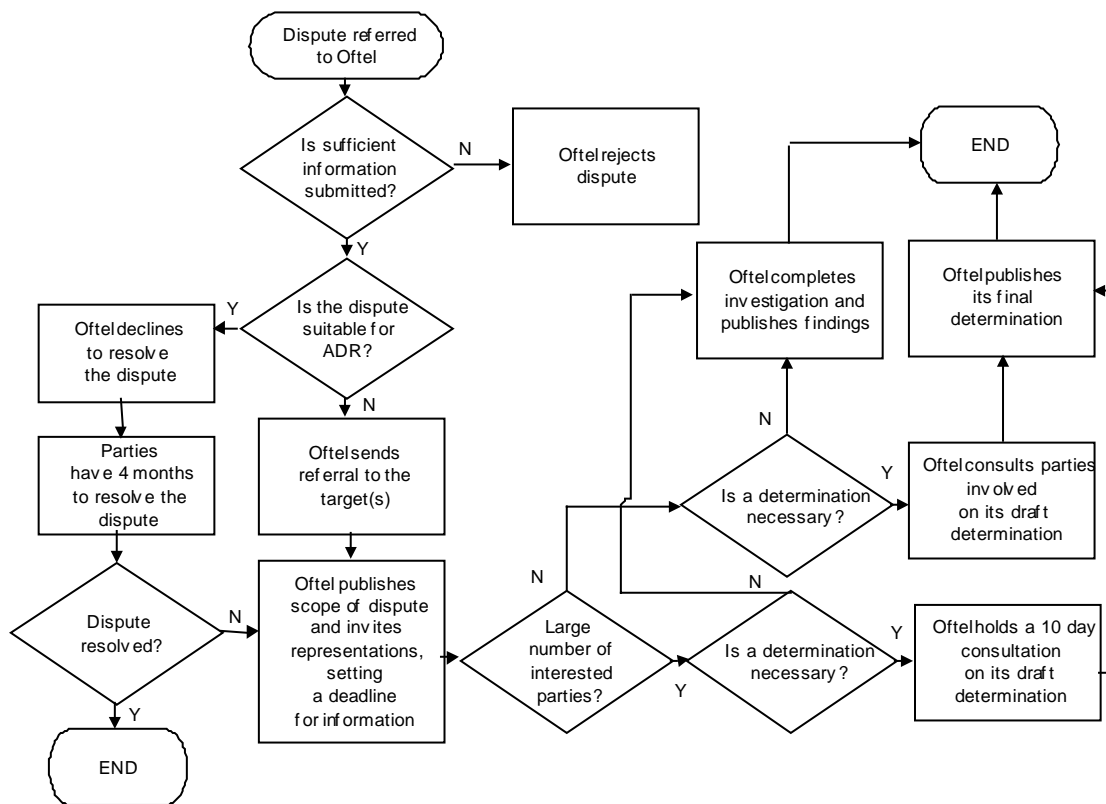 Dispute referred
to Oftel
Is sufficient
information
submitted?
N
Oftel rejects
dispute
END
Y
Is the dispute
suitable for
ADR?
Y
Oftel declines
to resolve
the dispute
N
Oftel completes
investigation and
publishes findings
Oftel publishes
its final
determination
Parties
have 4 months
to resolve the
dispute
Oftel sends
referral to the
target(s)
N
Is a determination
necessary?
Y
Oftel consults parties
involved
on its draft
determination
Dispute
resolved?
N
Oftel publishes
scope of dispute
and invites
representations,
setting
a deadline
for information
N
Large
number of
interested
parties?
Y
N
Is a determination
necessary?
Y
Oftel holds a 10 day
consultation
on its draft
determination
Y
END